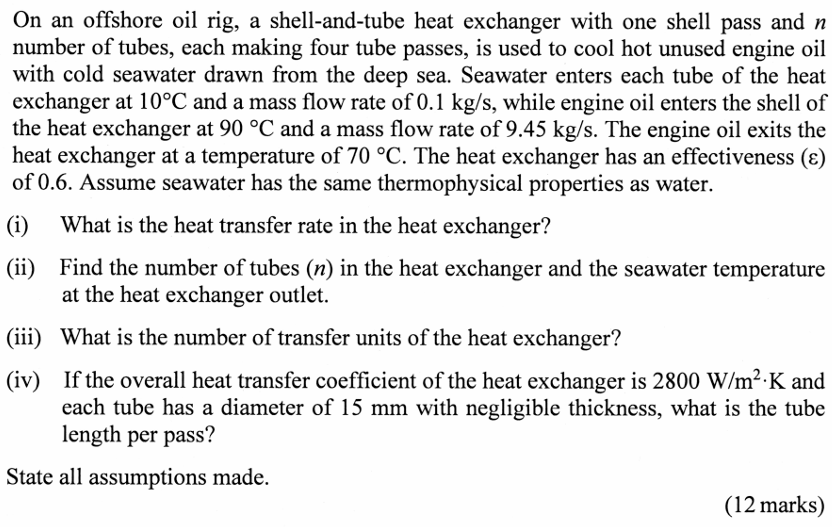 On an offshore oil rig, a shell-and-tube heat exchanger with one shell pass and n
number of tubes, each making four tube passes, is used to cool hot unused engine oil
with cold seawater drawn from the deep sea. Seawater enters each tube of the heat
exchanger at 10°C and a mass flow rate of 0.1 kg/s, while engine oil enters the shell of
the heat exchanger at 90 °C and a mass flow rate of 9.45 kg/s. The engine oil exits the
heat exchanger at a temperature of 70 °C. The heat exchanger has an effectiveness (ε)
of 0.6. Assume seawater has the same thermophysical properties as water.
(i) What is the heat transfer rate in the heat exchanger?
(ii) Find the number of tubes (n) in the heat exchanger and the seawater temperature
at the heat exchanger outlet.
(iii) What is the number of transfer units of the heat exchanger?
(iv) If the overall heat transfer coefficient of the heat exchanger is 2800 W/m²·K and
each tube has a diameter of 15 mm with negligible thickness, what is the tube
length per pass?
State all assumptions made.
(12 marks)